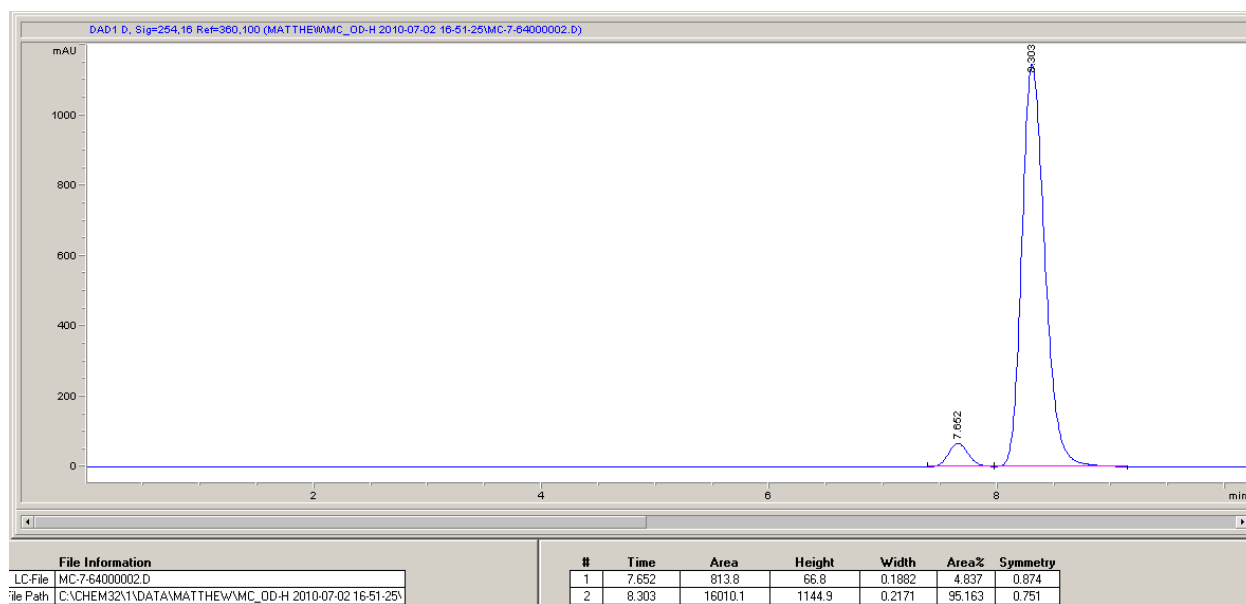 DAD1 D, Sig=254,16 Ref=360,100 (MATTHEW\MC_OD-H 2010-07-02 16-51-25\MC-7-64000002.D)
mAU
1000
800
600
400
200
0
7.652
8.303
2 4 6 8 min
File Information
LC-File MC-7-64000002.D
File Path C:\CHEM32\1\DATA\MATTHEW\MC_OD-H 2010-07-02 16-51-25\
# Time Area Height Width Area% Symmetry
1 7.652 813.8 66.8 0.1882 4.837 0.874
2 8.303 16010.1 1144.9 0.2171 95.163 0.751